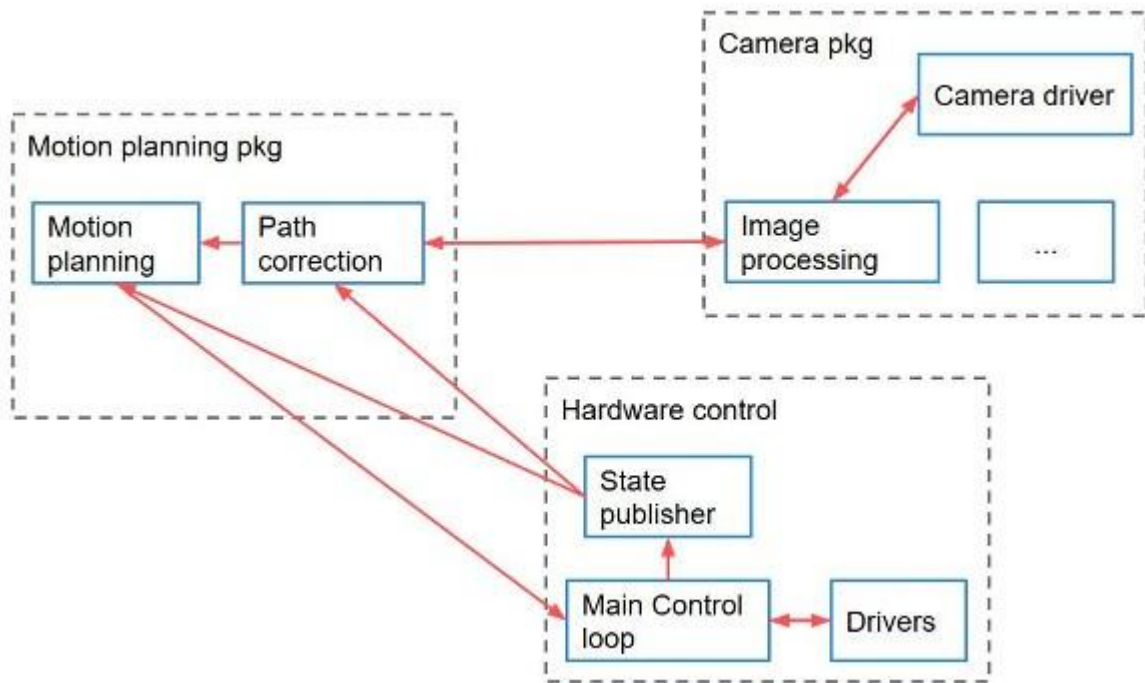 Camera pkg
Camera driver
Motion planning pkg
Motion
planning
Path
correction
Image
processing
...
Hardware control
State
publisher
Main Control
loop
Drivers